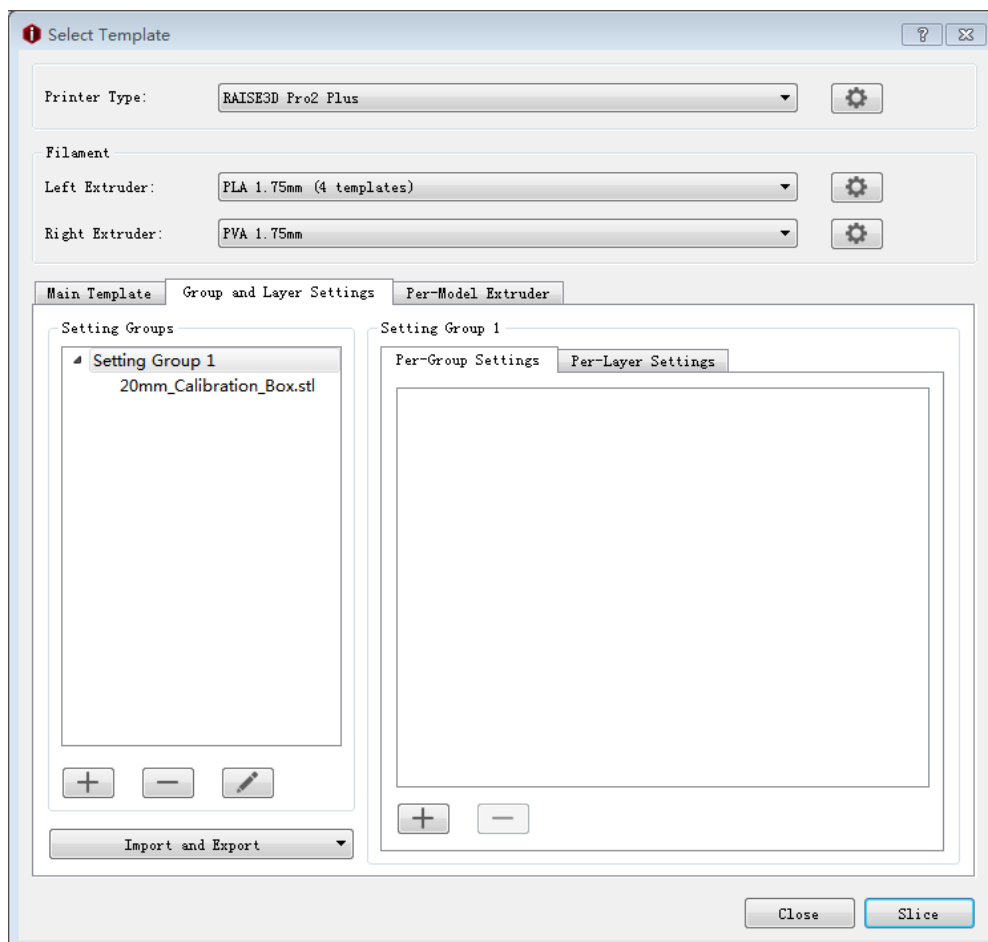 Select Template
Printer Type: RAISE3D Pro2 Plus
Filament
Left Extruder: PLA 1.75mm (4 templates)
Right Extruder: PVA 1.75mm
Main Template Group and Layer Settings Per-Model Extruder
Setting Groups
Setting Group 1
20mm_Calibration_Box.stl
Import and Export
Setting Group 1
Per-Group Settings Per-Layer Settings
Close Slice